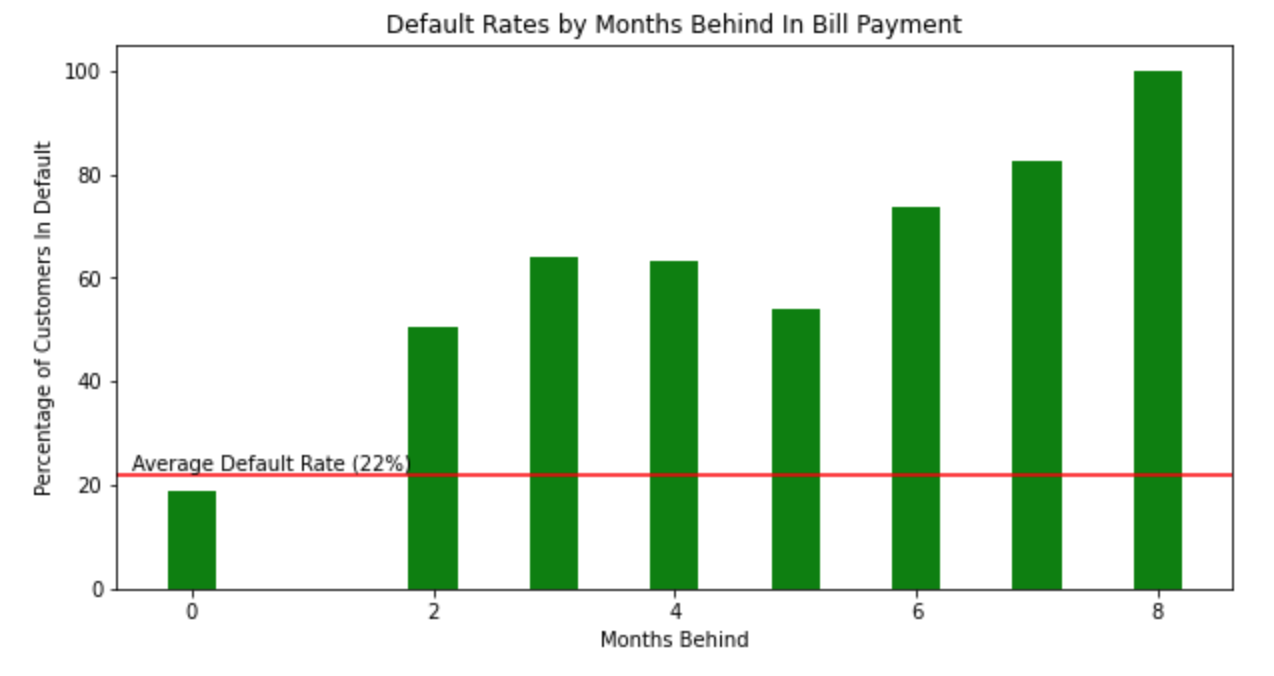 Default Rates by Months Behind In Bill Payment
Percentage of Customers In Default
100
80
60
40
20
0
Average Default Rate (22%)
0 2 4 6 8
Months Behind